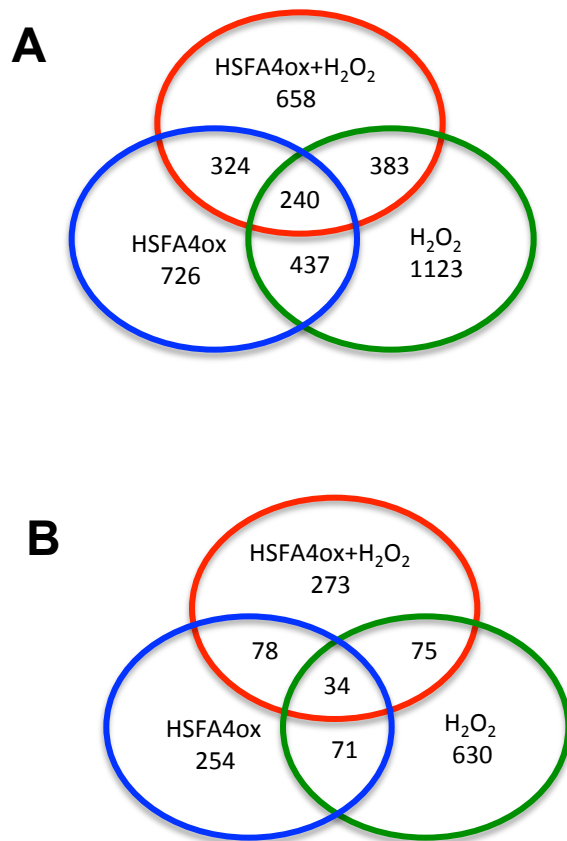 A
HSFA4ox+H₂O₂
658
324
383
240
HSFA4ox
726
437
H₂O₂
1123
B
HSFA4ox+H₂O₂
273
78
75
34
HSFA4ox
254
71
H₂O₂
630